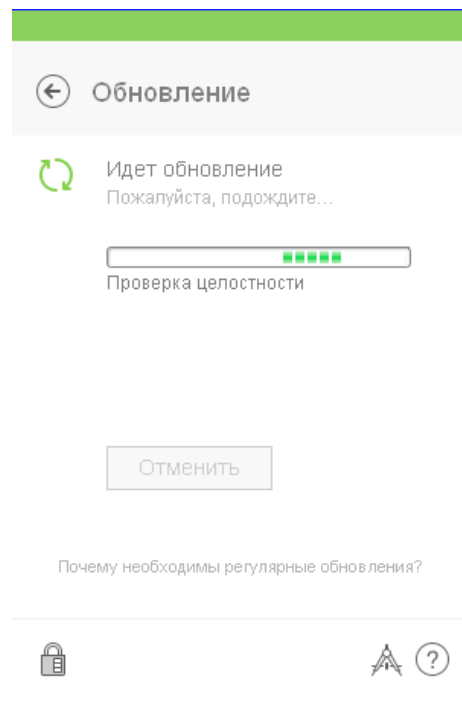 Обновление
Идет обновление
Пожалуйста, подождите...
Проверка целостности
Отменить
Почему необходимы регулярные обновления?
?